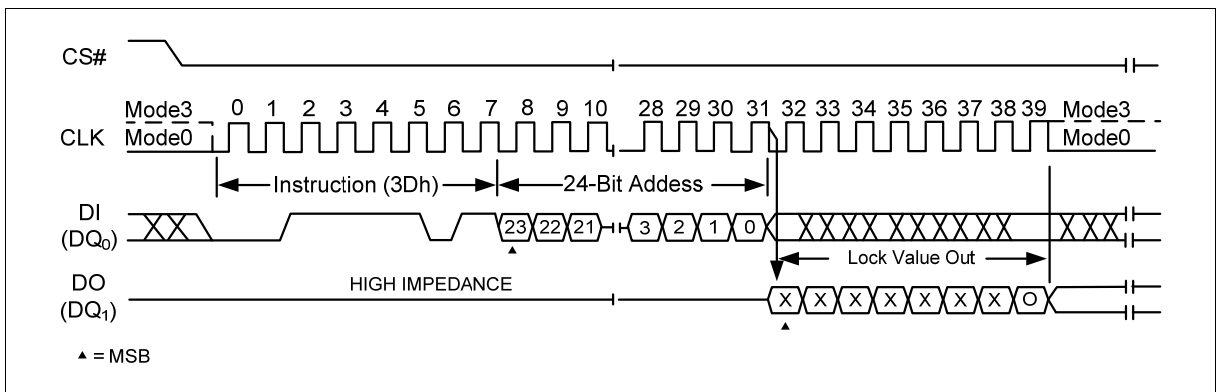 CS#
Mode3 0 1 2 3 4 5 6 7 8 9 10 28 29 30 31 32 33 34 35 36 37 38 39 Mode3
CLK Mode0 Mode0
Instruction (3Dh) 24-Bit Addess
DI
(DQ0) 23 22 21 3 2 1 0
Lock Value Out
DO HIGH IMPEDANCE
(DQ1) X X X X X X X O
▲ = MSB